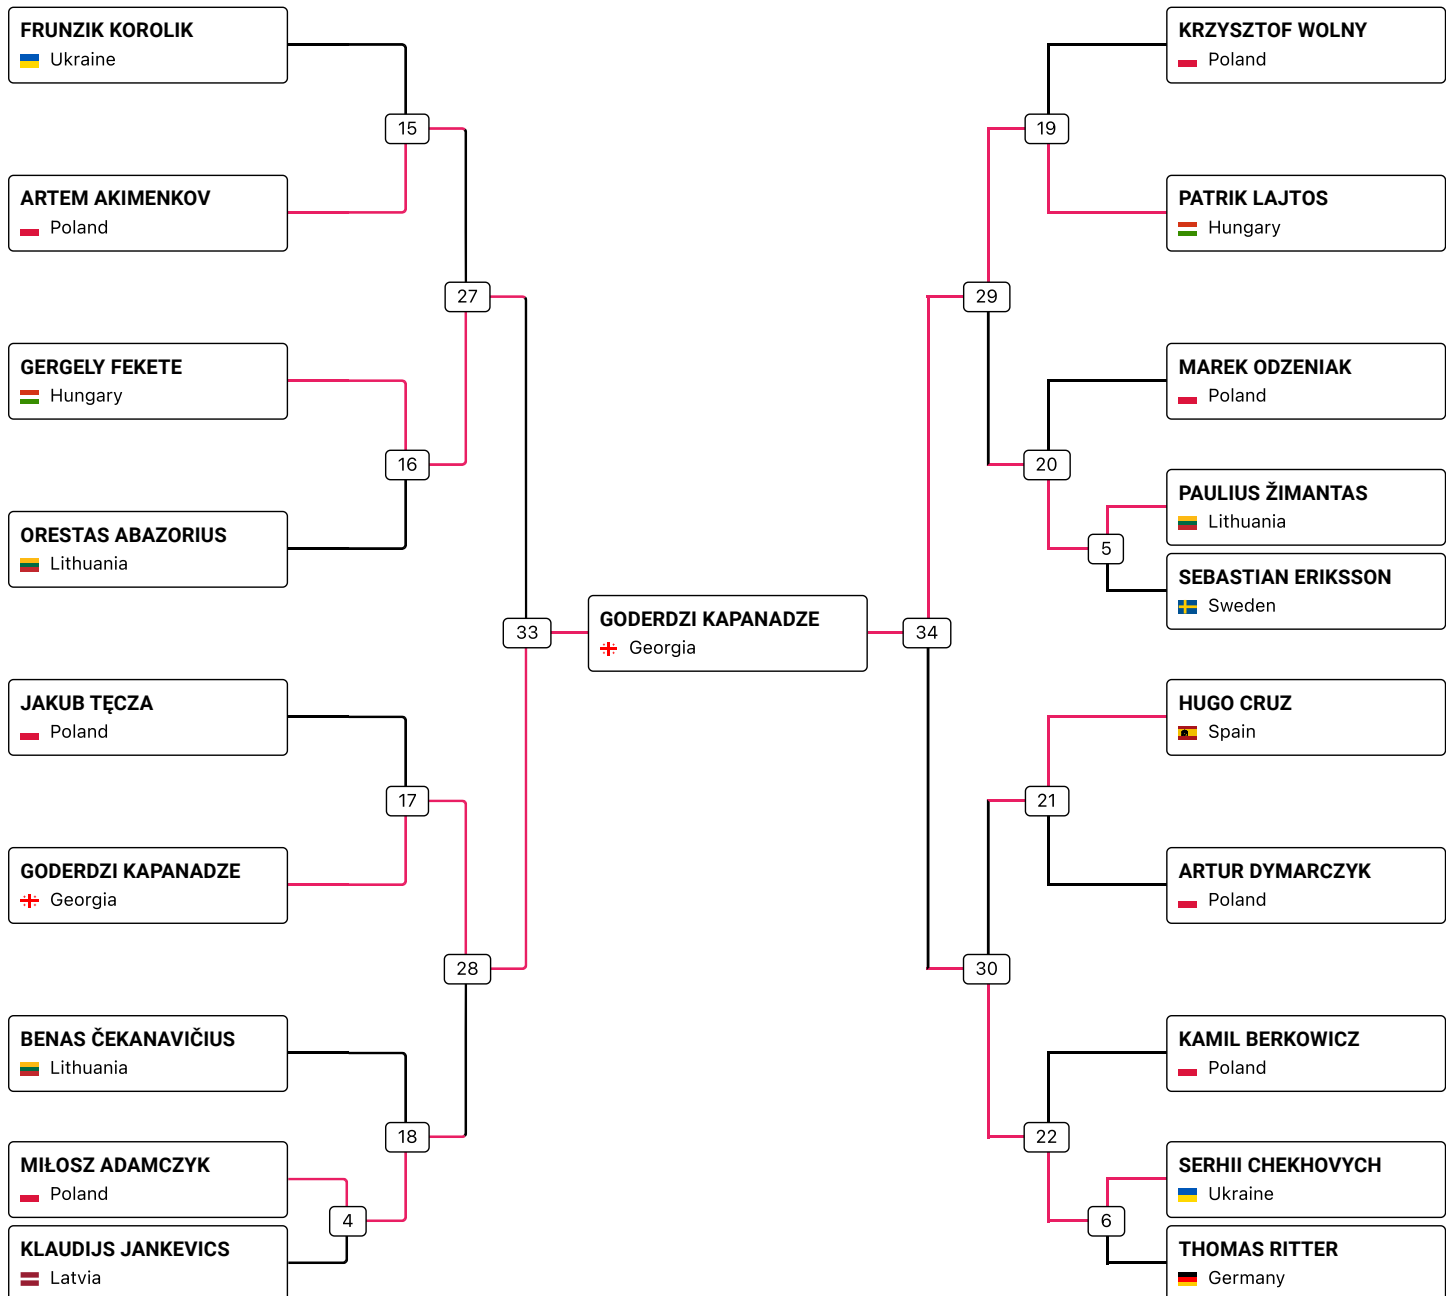 FRUNZIK KOROLIK
Ukraine
15
ARTEM AKIMENKOV
Poland
27
GERGELY FEKETE
Hungary
16
ORESTAS ABAZORIUS
Lithuania
33
JAKUB TĘCZA
Poland
17
GODERDZI KAPANADZE
Georgia
28
BENAS ČEKANAVIČIUS
Lithuania
18
MIŁOSZ ADAMCZYK
Poland
4
KLAUDIJS JANKEVICS
Latvia
GODERDZI KAPANADZE
Georgia
KRZYSZTOF WOLNY
Poland
19
PATRIK LAJTOS
Hungary
29
MAREK ODZENIAK
Poland
20
PAULIUS ŽIMANTAS
Lithuania
5
SEBASTIAN ERIKSSON
Sweden
34
HUGO CRUZ
Spain
21
ARTUR DYMARCZYK
Poland
30
KAMIL BERKOWICZ
Poland
22
SERHII CHEKHOVYCH
Ukraine
6
THOMAS RITTER
Germany